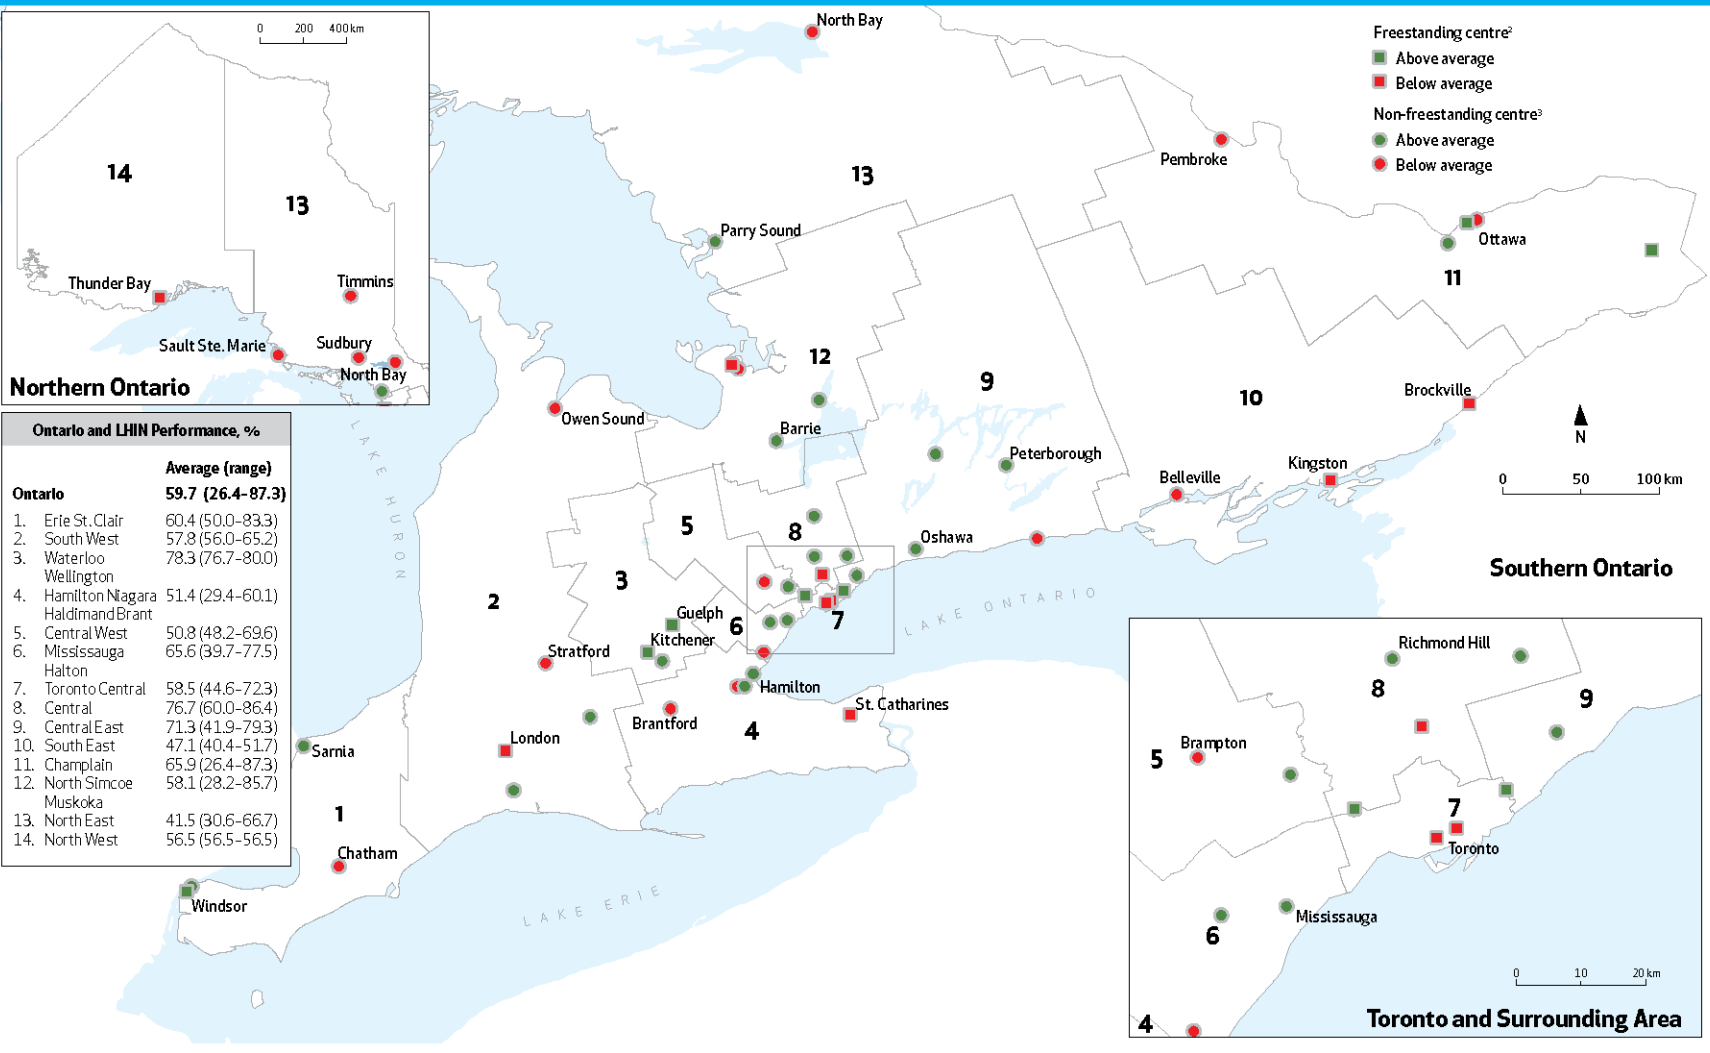 0 200 400 km
14
13
Thunder Bay
Timmins
Sault Ste. Marie
Sudbury
North Bay
Northern Ontario
Ontario and LHIN Performance, %
Average (range)
Ontario 59.7 (26.4–87.3)
1. Erie St. Clair 60.4 (50.0–83.3)
2. South West 57.8 (56.0–65.2)
3. Waterloo 78.3 (76.7–80.0)
Wellington
4. Hamilton Niagara 51.4 (29.4–60.1)
Haldimand Brant
5. Central West 50.8 (48.2–69.6)
6. Mississauga 65.6 (39.7–77.5)
Halton
7. Toronto Central 58.5 (44.6–72.3)
8. Central 76.7 (60.0–86.4)
9. Central East 71.3 (41.9–79.3)
10. South East 47.1 (40.4–51.7)
11. Champlain 65.9 (26.4–87.3)
12. North Simcoe 58.1 (28.2–85.7)
Muskoka
13. North East 41.5 (30.6–66.7)
14. North West 56.5 (56.5–56.5)
North Bay
Freestanding centre²
Above average
Below average
Non-freestanding centre³
Above average
Below average
Pembroke
13
Parry Sound
Ottawa
11
12
9
10
Brockville
Owen Sound
Barrie
Peterborough
Belleville
Kingston
N
0 50 100 km
Southern Ontario
LAKE HURON
5
8
Oshawa
3
2
LAKE ONTARIO
Guelph
6
7
Kitchener
Stratford
Hamilton
Brantford
St. Catharines
4
London
Sarnia
1
Chatham
Windsor
LAKE ERIE
Richmond Hill
8
9
5
Brampton
7
Toronto
Mississauga
6
0 10 20 km
4
Toronto and Surrounding Area